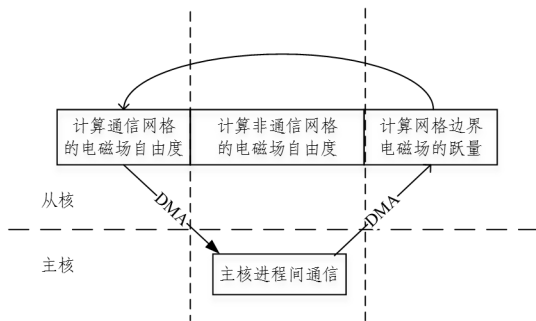 计算通信网格
的电磁场自由度
计算非通信网格
的电磁场自由度
计算网格边界
电磁场的跃量
从核
DMA
DMA
主核
主核进程间通信